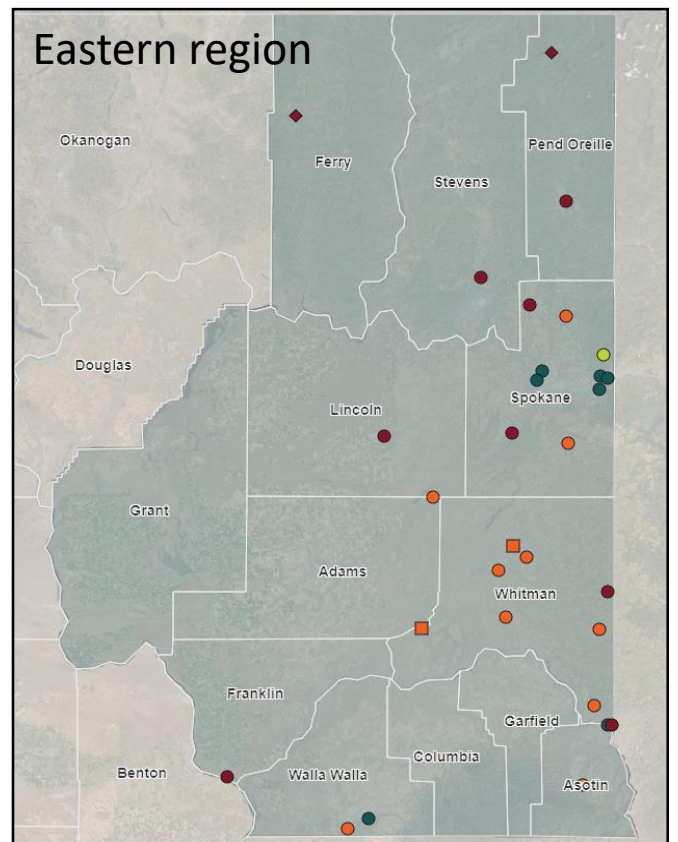 Eastern region
Okanogan
Ferry
Pend Oreille
Stevens
Douglas
Lincoln
Spokane
Grant
Adams
Whitman
Franklin
Garfield
Columbia
Benton
Walla Walla
Asotin